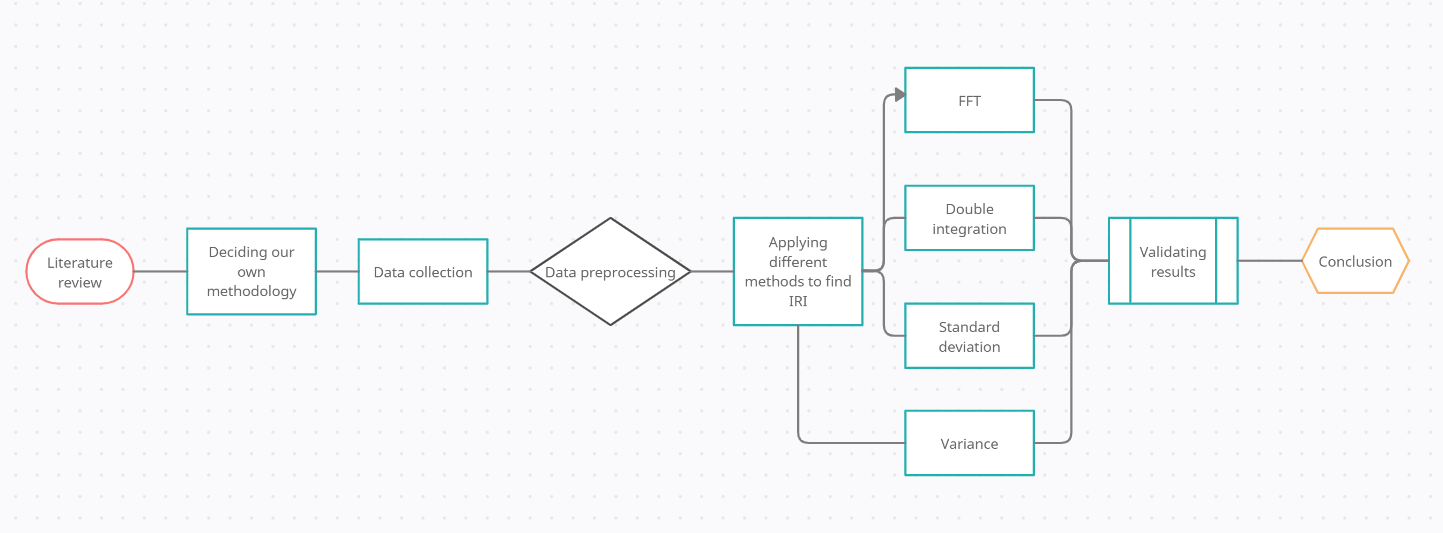 Literature
review
Deciding our
own
methodology
Data collection
Data preprocessing
Applying
different
methods to find
IRI
FFT
Double
integration
Standard
deviation
Variance
Validating
results
Conclusion